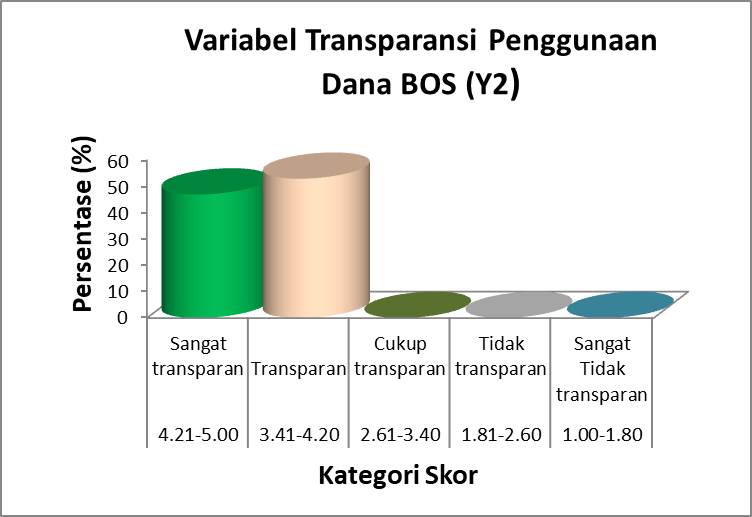 Variabel Transparansi Penggunaan
Dana BOS (Y2)
Persentase (%)
60
50
40
30
20
10
0
Sangat transparan
Transparan
Cukup transparan
Tidak transparan
Sangat Tidak transparan
4.21-5.00
3.41-4.20
2.61-3.40
1.81-2.60
1.00-1.80
Kategori Skor